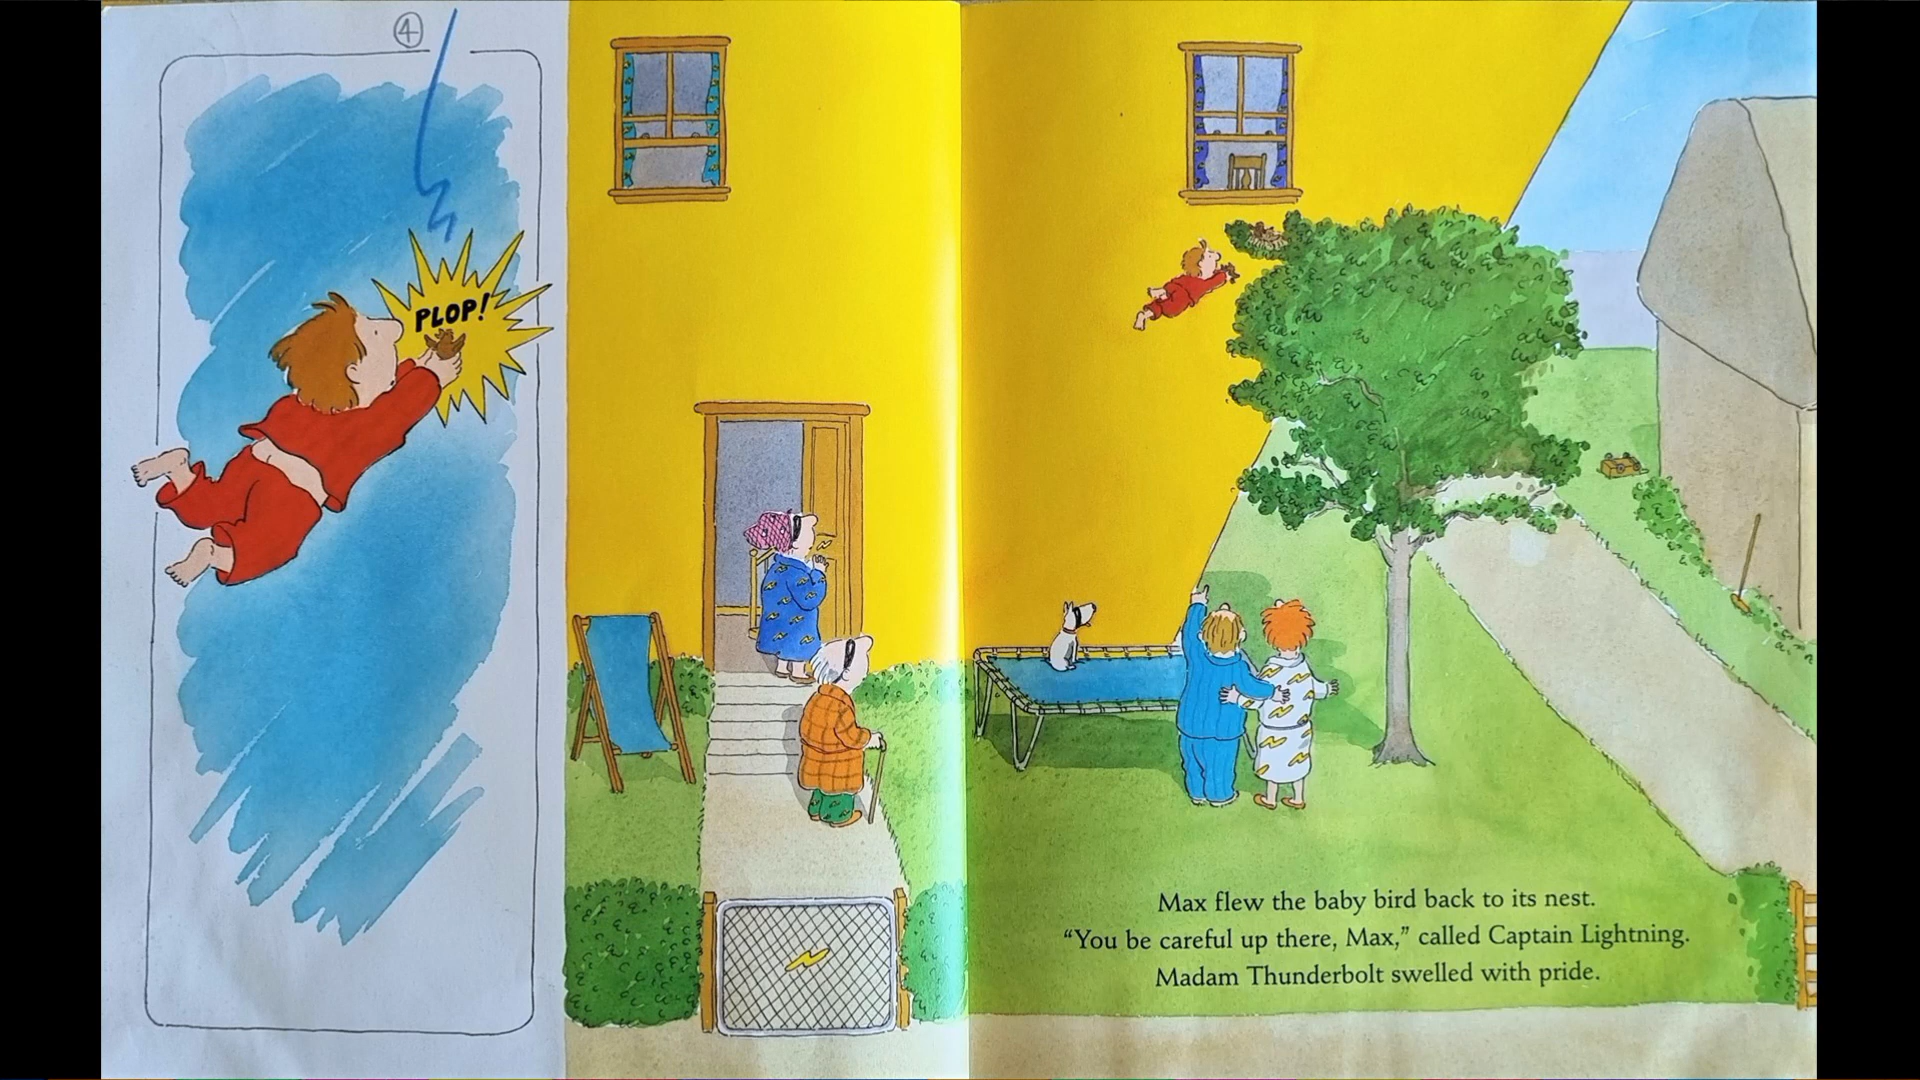 ④
PLOP!
Max flew the baby bird back to its nest.
“You be careful up there, Max,” called Captain Lightning.
Madam Thunderbolt swelled with pride.